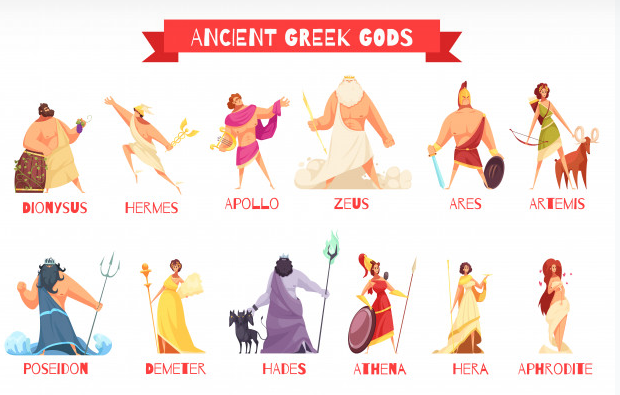 ANCIENT GREEK GODS
DIONYSUS HERMES APOLLO ZEUS ARES ARTEMIS
POSEIDON DEMETER HADES ATHENA HERA APHRODITE